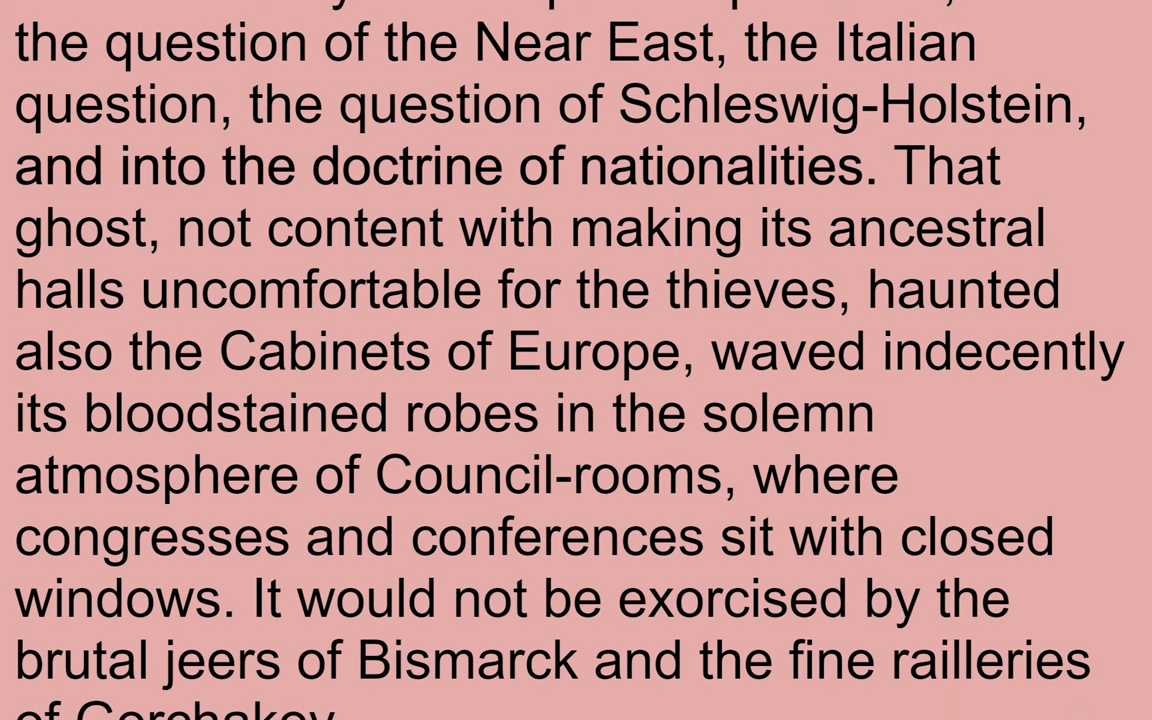 the question of the Near East, the Italian
question, the question of Schleswig-Holstein,
and into the doctrine of nationalities. That
ghost, not content with making its ancestral
halls uncomfortable for the thieves, haunted
also the Cabinets of Europe, waved indecently
its bloodstained robes in the solemn
atmosphere of Council-rooms, where
congresses and conferences sit with closed
windows. It would not be exorcised by the
brutal jeers of Bismarck and the fine railleries
of Gorchakov.